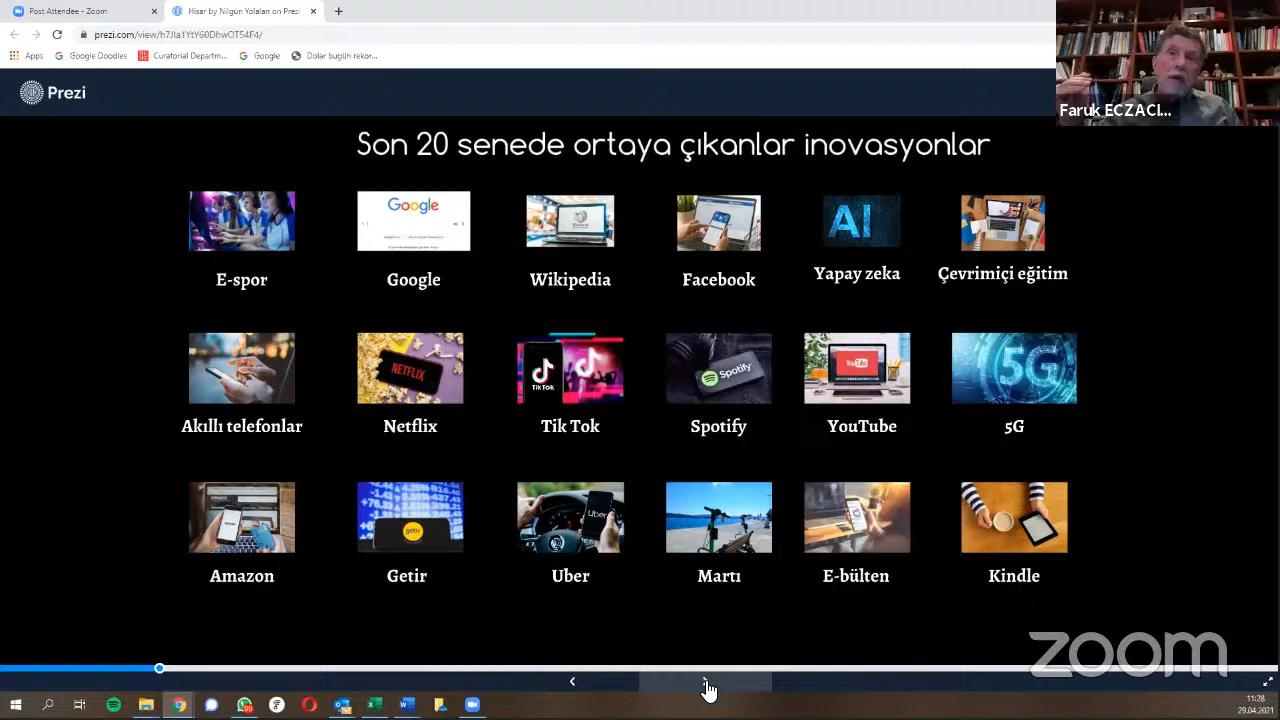 Post Attendee - Zoom
Hisar by Nilgün Yolalan on Prezi
prezi.com/view/h7JIa1YtY60DhwOT54F4/
Apps
Google Doodles
Curatorial Departm...
Google
Dolar bugün rekor...
Prezi
Faruk ECZACI...
Son 20 senede ortaya çıkanlar inovasyonlar
Google
AI
E-spor
Google
Wikipedia
Facebook
Yapay zeka
Çevrimiçi eğitim
NETFLIX
TikTok
Spotify
YouTube
5G
Akıllı telefonlar
Netflix
Tik Tok
Spotify
YouTube
5G
getir
Uber
Amazon
Getir
Uber
Martı
E-bülten
Kindle
zoom
99
11:28
29.04.2021